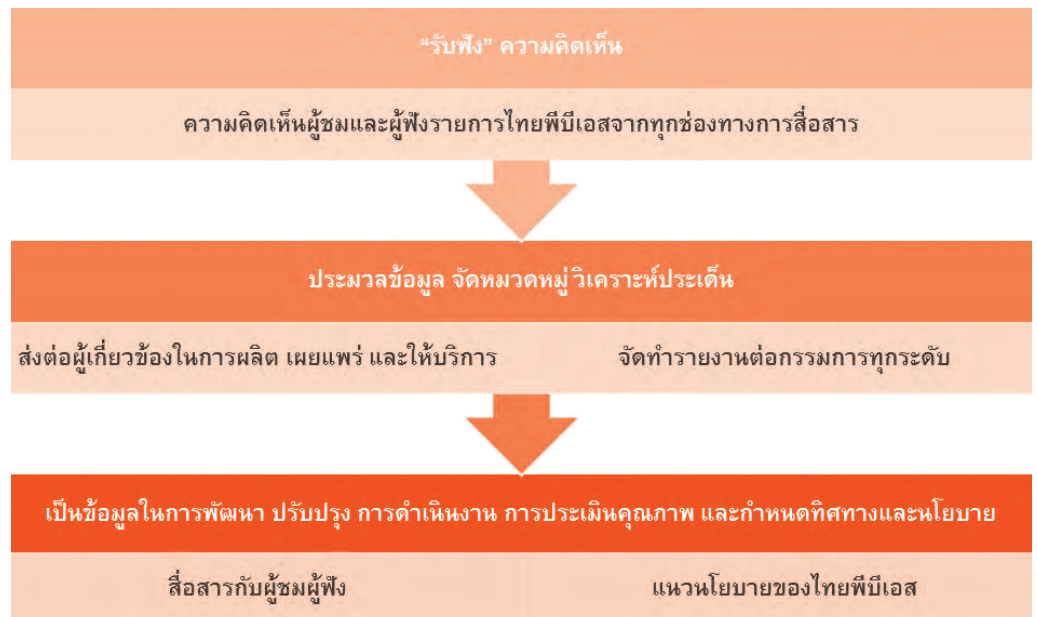 “รับฟัง” ความคิดเห็น
ความคิดเห็นผู้ชมและผู้ฟังรายการไทยพีบีเอสจากทุกช่องทางการสื่อสาร
ประมวลข้อมูล จัดหมวดหมู่ วิเคราะห์ประเด็น
ส่งต่อผู้เกี่ยวข้องในการผลิต เผยแพร่ และให้บริการ
จัดทำรายงานต่อกรรมการทุกระดับ
เป็นข้อมูลในการพัฒนา ปรับปรุง การดำเนินงาน การประเมินคุณภาพ และกำหนดทิศทางและนโยบาย
สื่อสารกับผู้ชมผู้ฟัง
แนวนโยบายของไทยพีบีเอส